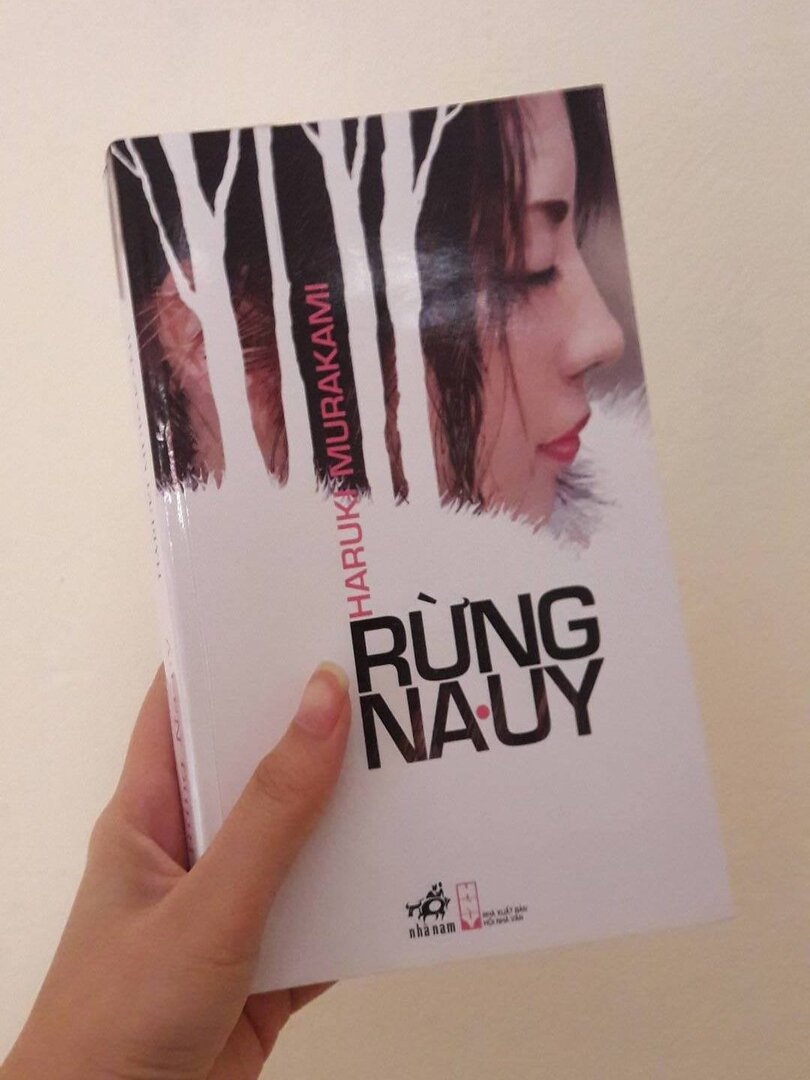 HARUKI MURAKAMI
RỪNG
NA·UY
nhã nam
NHÀ XUẤT BẢN
HỘI NHÀ VĂN